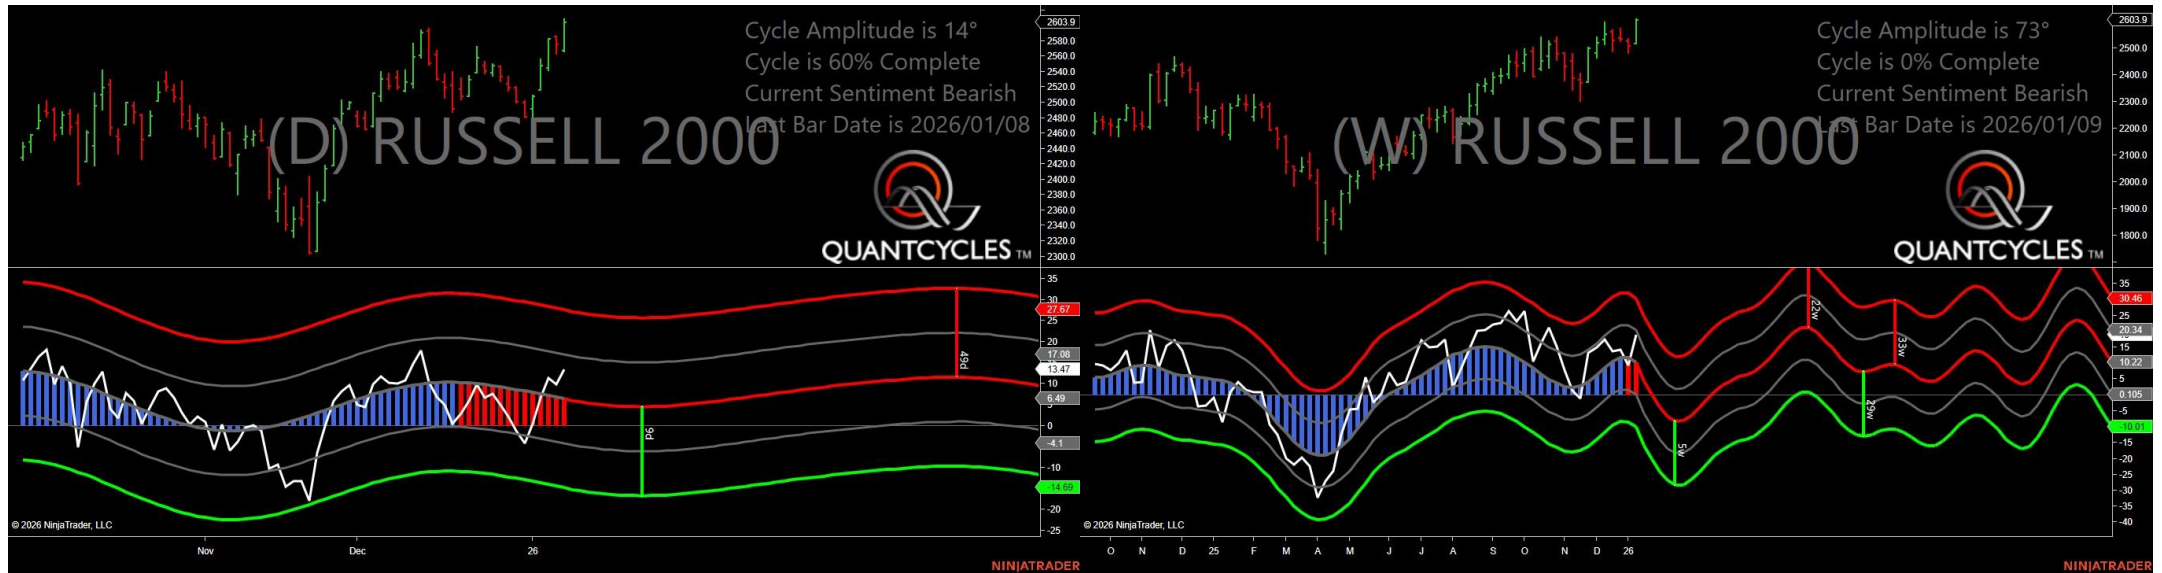 Cycle Amplitude is 14°
Cycle is 60% Complete
Current Sentiment Bearish
Last Bar Date is 2026/01/08
(D) RUSSELL 2000
QUANTCYCLES TM
2603.9
2580.0
2560.0
2540.0
2520.0
2500.0
2480.0
2460.0
2440.0
2420.0
2400.0
2380.0
2360.0
2340.0
2320.0
2300.0
35
30
27.67
25
20
17.08
13.47
10
6.49
0
-4.1
-10
-14.69
-20
-25
49d
9d
© 2026 NinjaTrader, LLC
Nov
Dec
26
NINJATRADER
Cycle Amplitude is 73°
Cycle is 0% Complete
Current Sentiment Bearish
Last Bar Date is 2026/01/09
(W) RUSSELL 2000
QUANTCYCLES TM
2603.9
2500.0
2400.0
2300.0
2200.0
2100.0
2000.0
1900.0
1800.0
35
30.46
25
20.34
15
10.22
5
0.105
-5
-10.01
-15
-20
-25
-30
-35
-40
22w
33w
29w
5w
© 2026 NinjaTrader, LLC
O N D 25 F M A M J J A S O N D 26
NINJATRADER